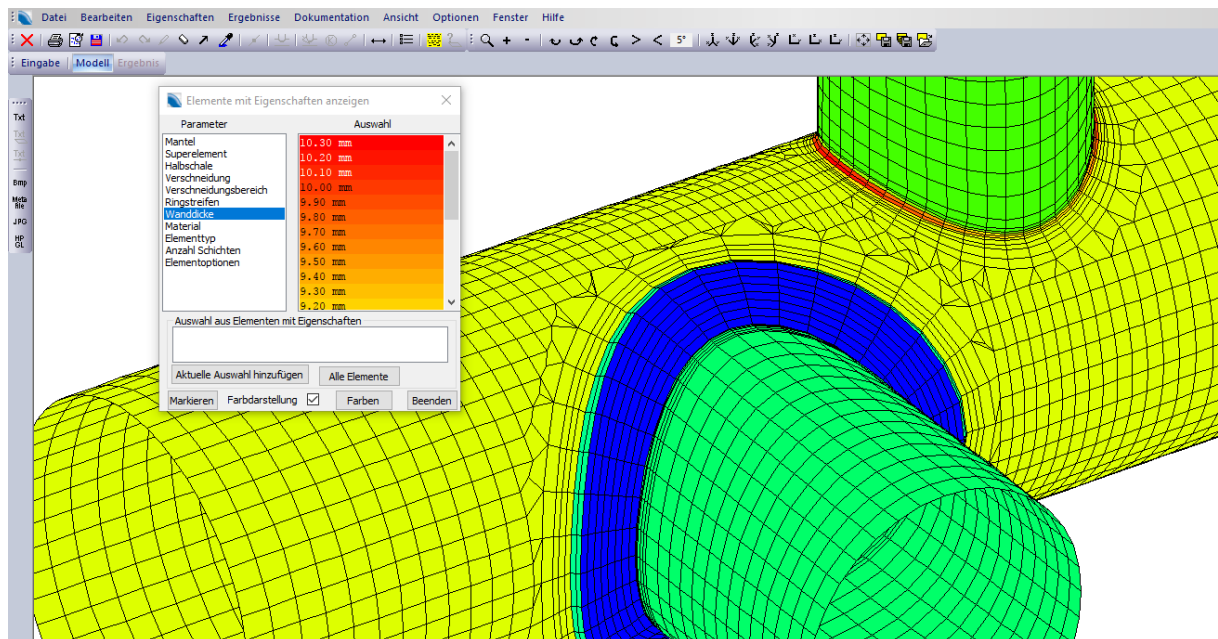 Datei Bearbeiten Eigenschaften Ergebnisse Dokumentation Ansicht Optionen Fenster Hilfe
5°
Eingabe Modell Ergebnis
Txt
Txt
Txt
Bmp
Meta
file
JPG
HP
GL
Elemente mit Eigenschaften anzeigen
Parameter
Mantel
Superelement
Halbschale
Verschneidung
Verschneidungsbereich
Ringstreifen
Wanddicke
Material
Elementtyp
Anzahl Schichten
Elementoptionen
Auswahl
10.30 mm
10.20 mm
10.10 mm
10.00 mm
9.90 mm
9.80 mm
9.70 mm
9.60 mm
9.50 mm
9.40 mm
9.30 mm
9.20 mm
Auswahl aus Elementen mit Eigenschaften
Aktuelle Auswahl hinzufügen Alle Elemente
Markieren Farbdarstellung Farben Beenden